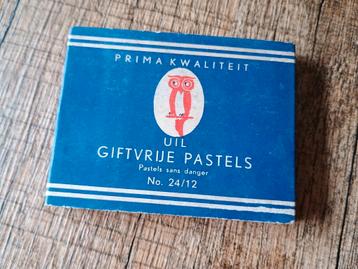 PRIMA KWALITEIT
UIL
GIFTVRIJE PASTELS
Pastels sans danger
No. 24/12